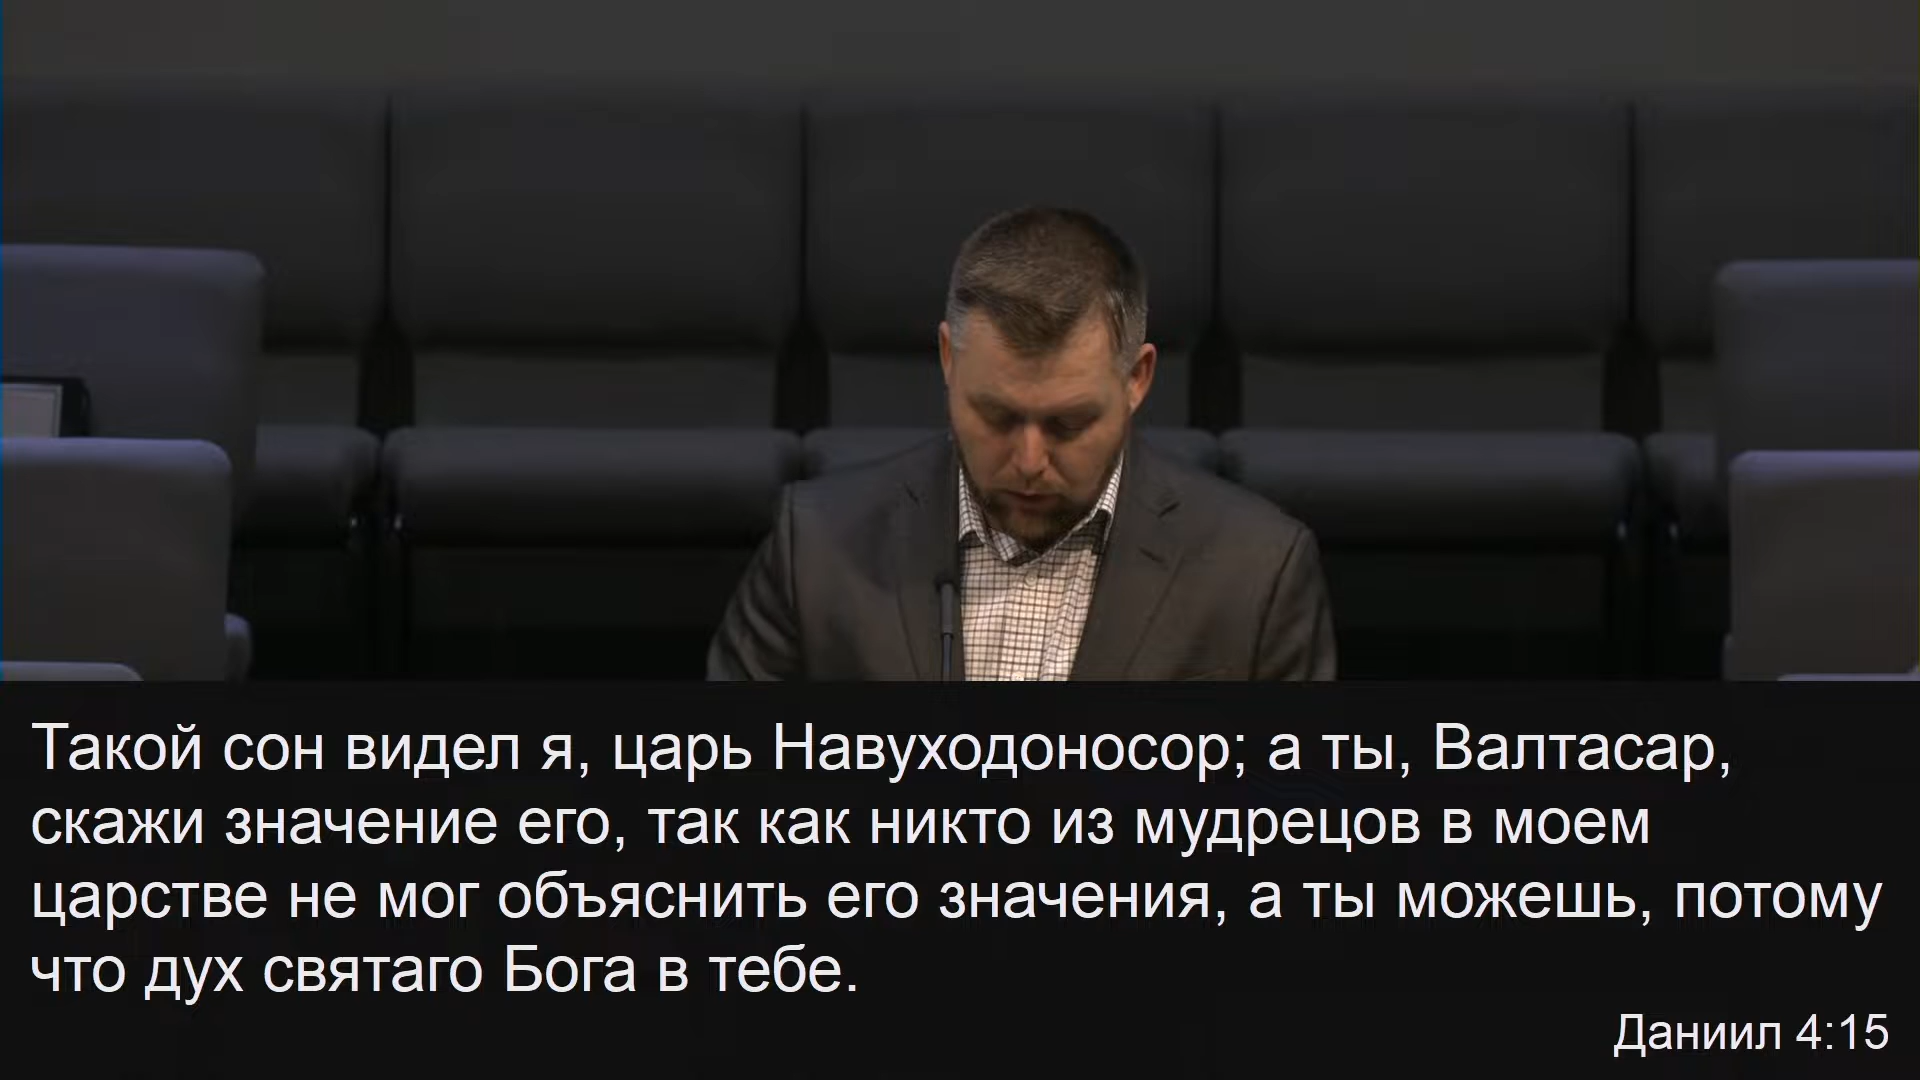 Такой сон видел я, царь Навуходоносор; а ты, Валтасар,
скажи значение его, так как никто из мудрецов в моем
царстве не мог объяснить его значения, а ты можешь, потому
что дух святаго Бога в тебе.
Даниил 4:15